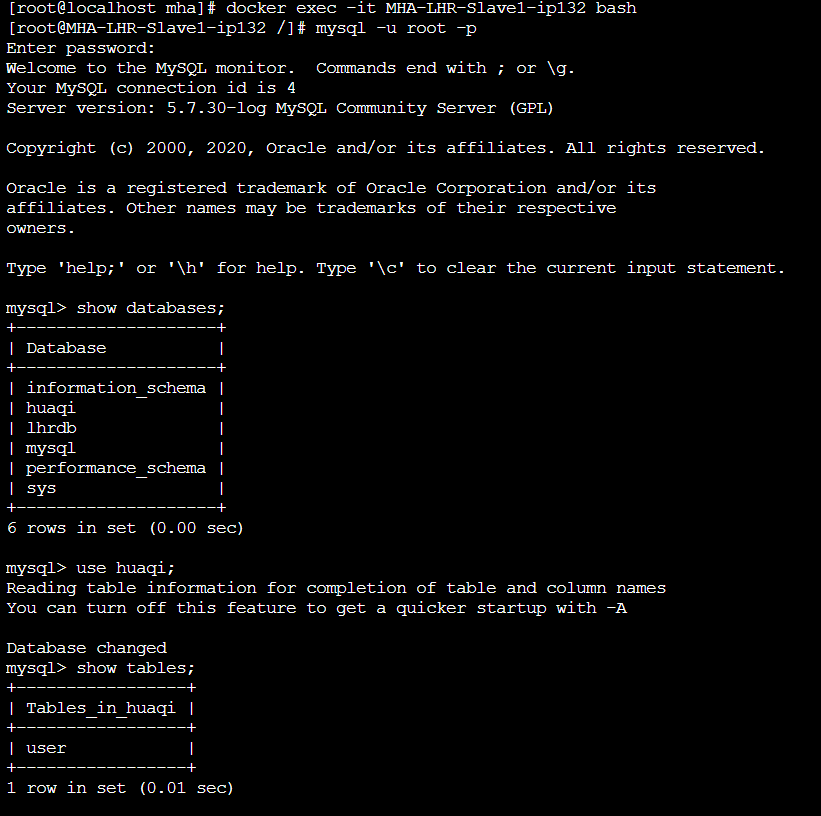 [root@localhost mha]# docker exec -it MHA-LHR-Slave1-ip132 bash
[root@MHA-LHR-Slave1-ip132 /]# mysql -u root -p
Enter password:
Welcome to the MySQL monitor.  Commands end with ; or \g.
Your MySQL connection id is 4
Server version: 5.7.30-log MySQL Community Server (GPL)

Copyright (c) 2000, 2020, Oracle and/or its affiliates. All rights reserved.

Oracle is a registered trademark of Oracle Corporation and/or its
affiliates. Other names may be trademarks of their respective
owners.

Type 'help;' or '\h' for help. Type '\c' to clear the current input statement.

mysql> show databases;
+--------------------+
| Database           |
+--------------------+
| information_schema |
| huaqi              |
| lhrdb              |
| mysql              |
| performance_schema |
| sys                |
+--------------------+
6 rows in set (0.00 sec)

mysql> use huaqi;
Reading table information for completion of table and column names
You can turn off this feature to get a quicker startup with -A

Database changed
mysql> show tables;
+-----------------+
| Tables_in_huaqi |
+-----------------+
| user            |
+-----------------+
1 row in set (0.01 sec)